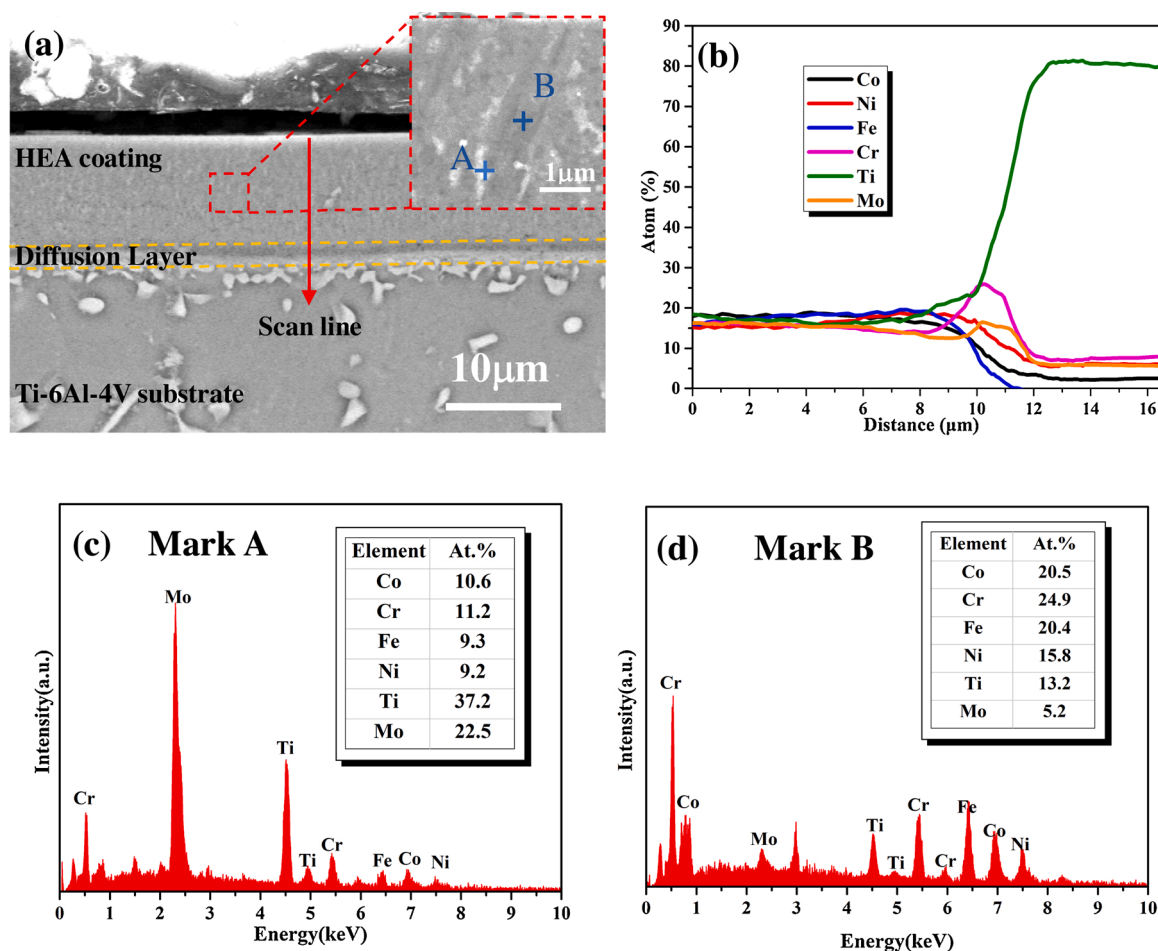 (a)
HEA coating
Diffusion Layer
Scan line
Ti-6Al-4V substrate
10μm
B
A
1μm
(b)
Atom (%)
90
80
70
60
50
40
30
20
10
0
Co
Ni
Fe
Cr
Ti
Mo
0 2 4 6 8 10 12 14 16
Distance (μm)
(c) Mark A
Element At.%
Co 10.6
Cr 11.2
Fe 9.3
Ni 9.2
Ti 37.2
Mo 22.5
Intensity(a.u.)
Cr
Mo
Ti
Ti
Cr
Fe
Co
Ni
0 1 2 3 4 5 6 7 8 9 10
Energy(keV)
(d) Mark B
Element At.%
Co 20.5
Cr 24.9
Fe 20.4
Ni 15.8
Ti 13.2
Mo 5.2
Intensity(a.u.)
Cr
Co
Mo
Ti
Ti
Cr
Cr
Fe
Co
Ni
0 1 2 3 4 5 6 7 8 9 10
Energy(keV)